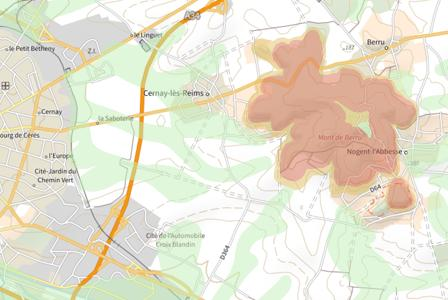 A34
le Linguet
Berru
187
le Petit Bétheny
Z.I.
Cernay-lès-Reims
Cernay
la Saboterie
ourg de Cérès
Mont de Berru
Nogent l'Abbesse
l'Europe
Cité-Jardin du
Chemin Vert
D64
Cité de l'Automobile
Croix Blandin
D364